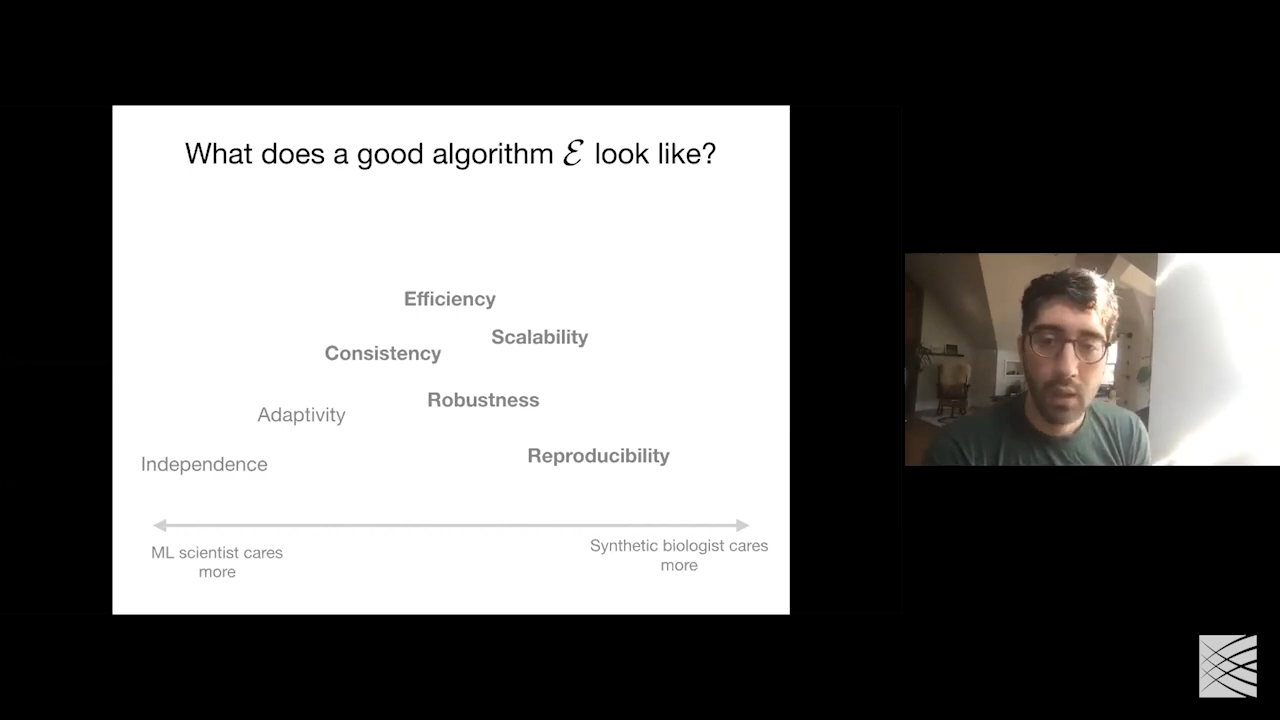 What does a good algorithm ℰ look like?
Efficiency
Scalability
Consistency
Robustness
Adaptivity
Reproducibility
Independence
ML scientist cares
more
Synthetic biologist cares
more